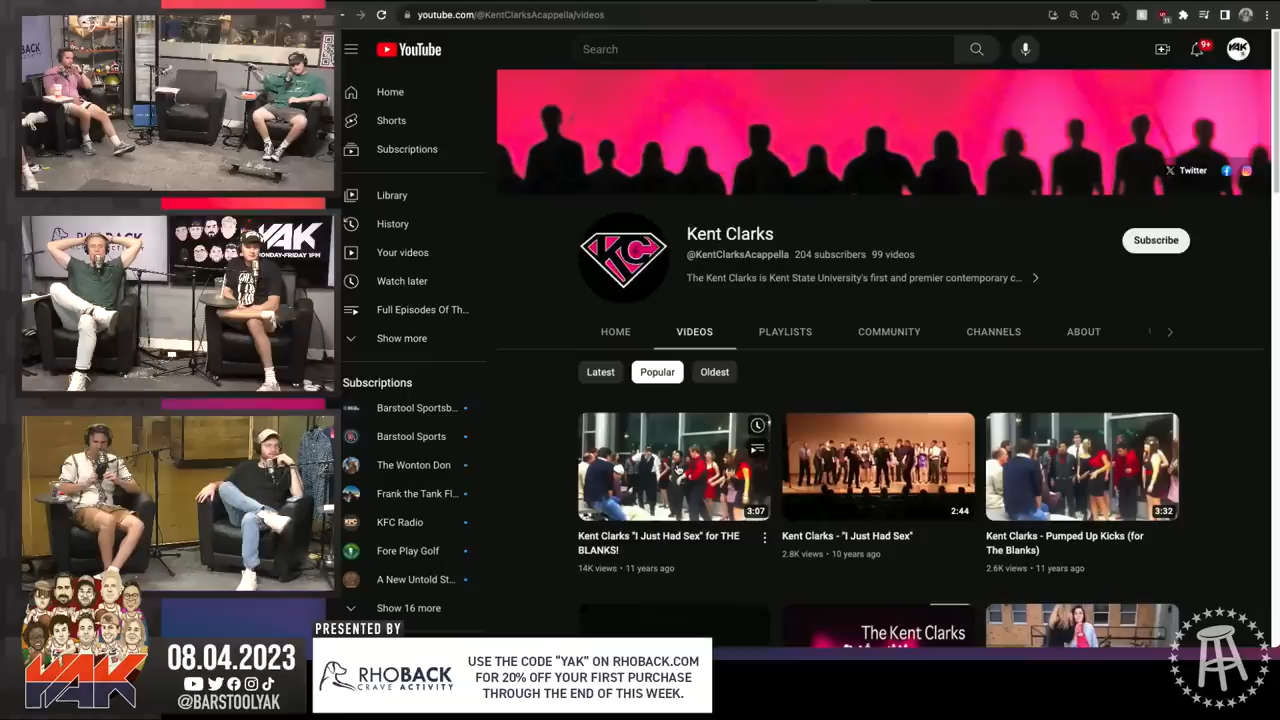 youtube.com/@KentClarksAcappella/videos
YouTube
Search
9+
YAK
Home
Shorts
Subscriptions
Library
History
Your videos
Watch later
Full Episodes Of Th...
Show more
Subscriptions
Barstool Sportsb...
Barstool Sports
The Wonton Don
Frank the Tank Fl...
KFC Radio
Fore Play Golf
A New Untold St...
Show 16 more
Twitter
KC
Kent Clarks
@KentClarksAcappella 204 subscribers 99 videos
The Kent Clarks is Kent State University's first and premier contemporary c...
Subscribe
HOME
VIDEOS
PLAYLISTS
COMMUNITY
CHANNELS
ABOUT
Latest
Popular
Oldest
3:07
Kent Clarks "I Just Had Sex" for THE
BLANKS!
14K views • 11 years ago
2:44
Kent Clarks - "I Just Had Sex"
2.8K views • 10 years ago
3:32
Kent Clarks - Pumped Up Kicks (for
The Blanks)
2.6K views • 11 years ago
The Kent Clarks
YAK
MONDAY-FRIDAY 1PM
YAK
08.04.2023
@BARSTOOLYAK
PRESENTED BY
RHOBACK
CRAVE ACTIVITY
USE THE CODE "YAK" ON RHOBACK.COM
FOR 20% OFF YOUR FIRST PURCHASE
THROUGH THE END OF THIS WEEK.